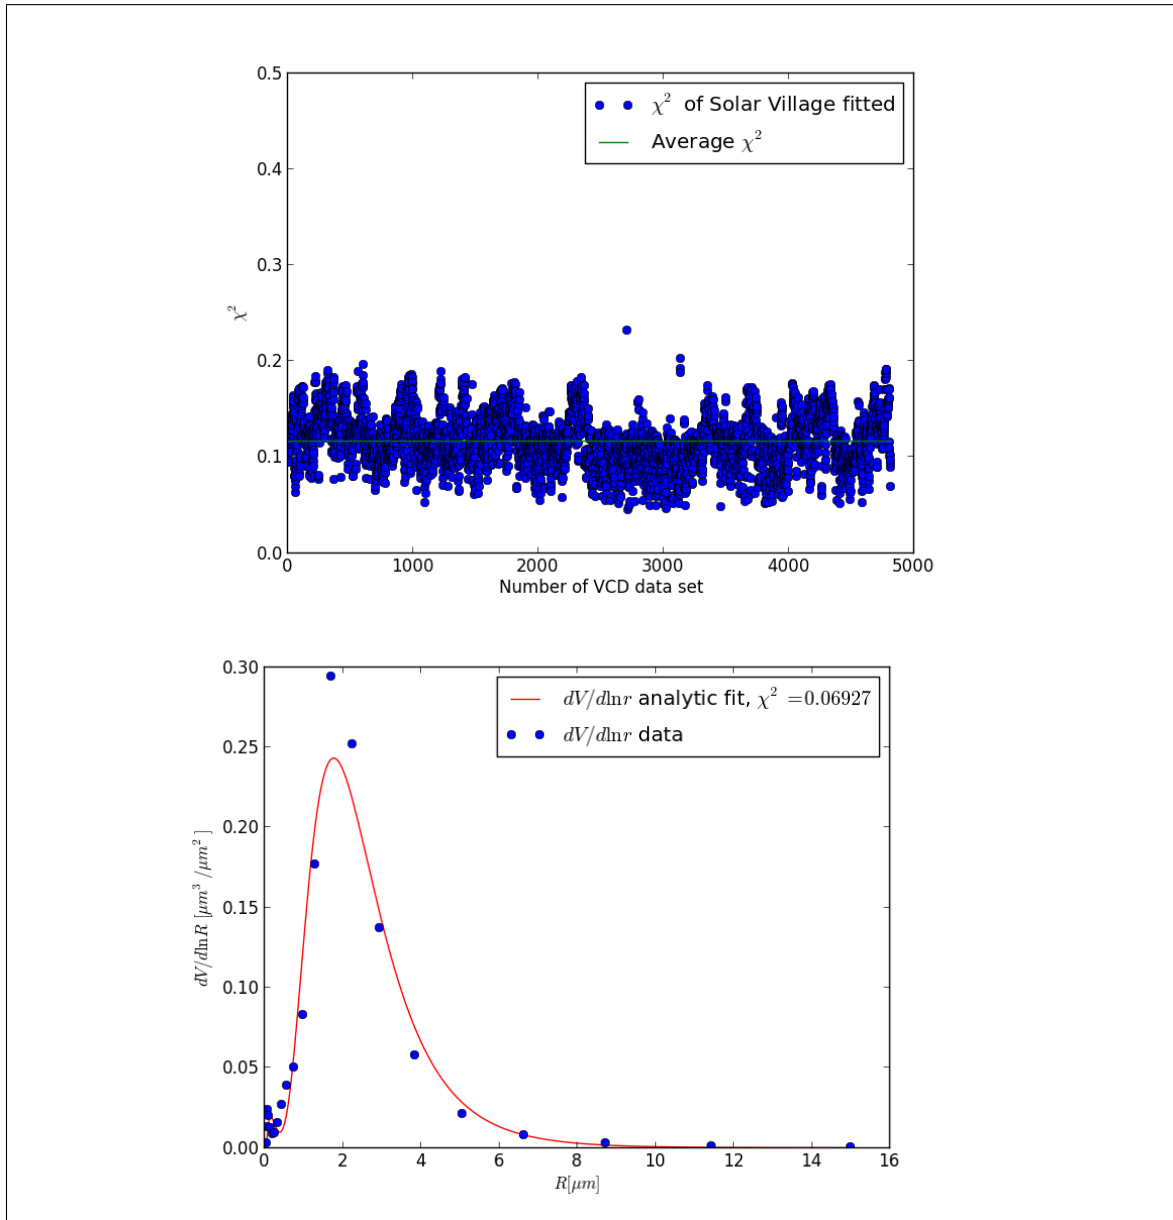 0.5
χ² of Solar Village fitted
Average χ²
0.4
0.3
χ²
0.2
0.1
0.0
0 1000 2000 3000 4000 5000
Number of VCD data set
0.30
dV/dlnr analytic fit, χ² =0.06927
dV/dlnr data
0.25
0.20
dV/dlnR [μm³/μm²]
0.15
0.10
0.05
0.00
0 2 4 6 8 10 12 14 16
R[μm]